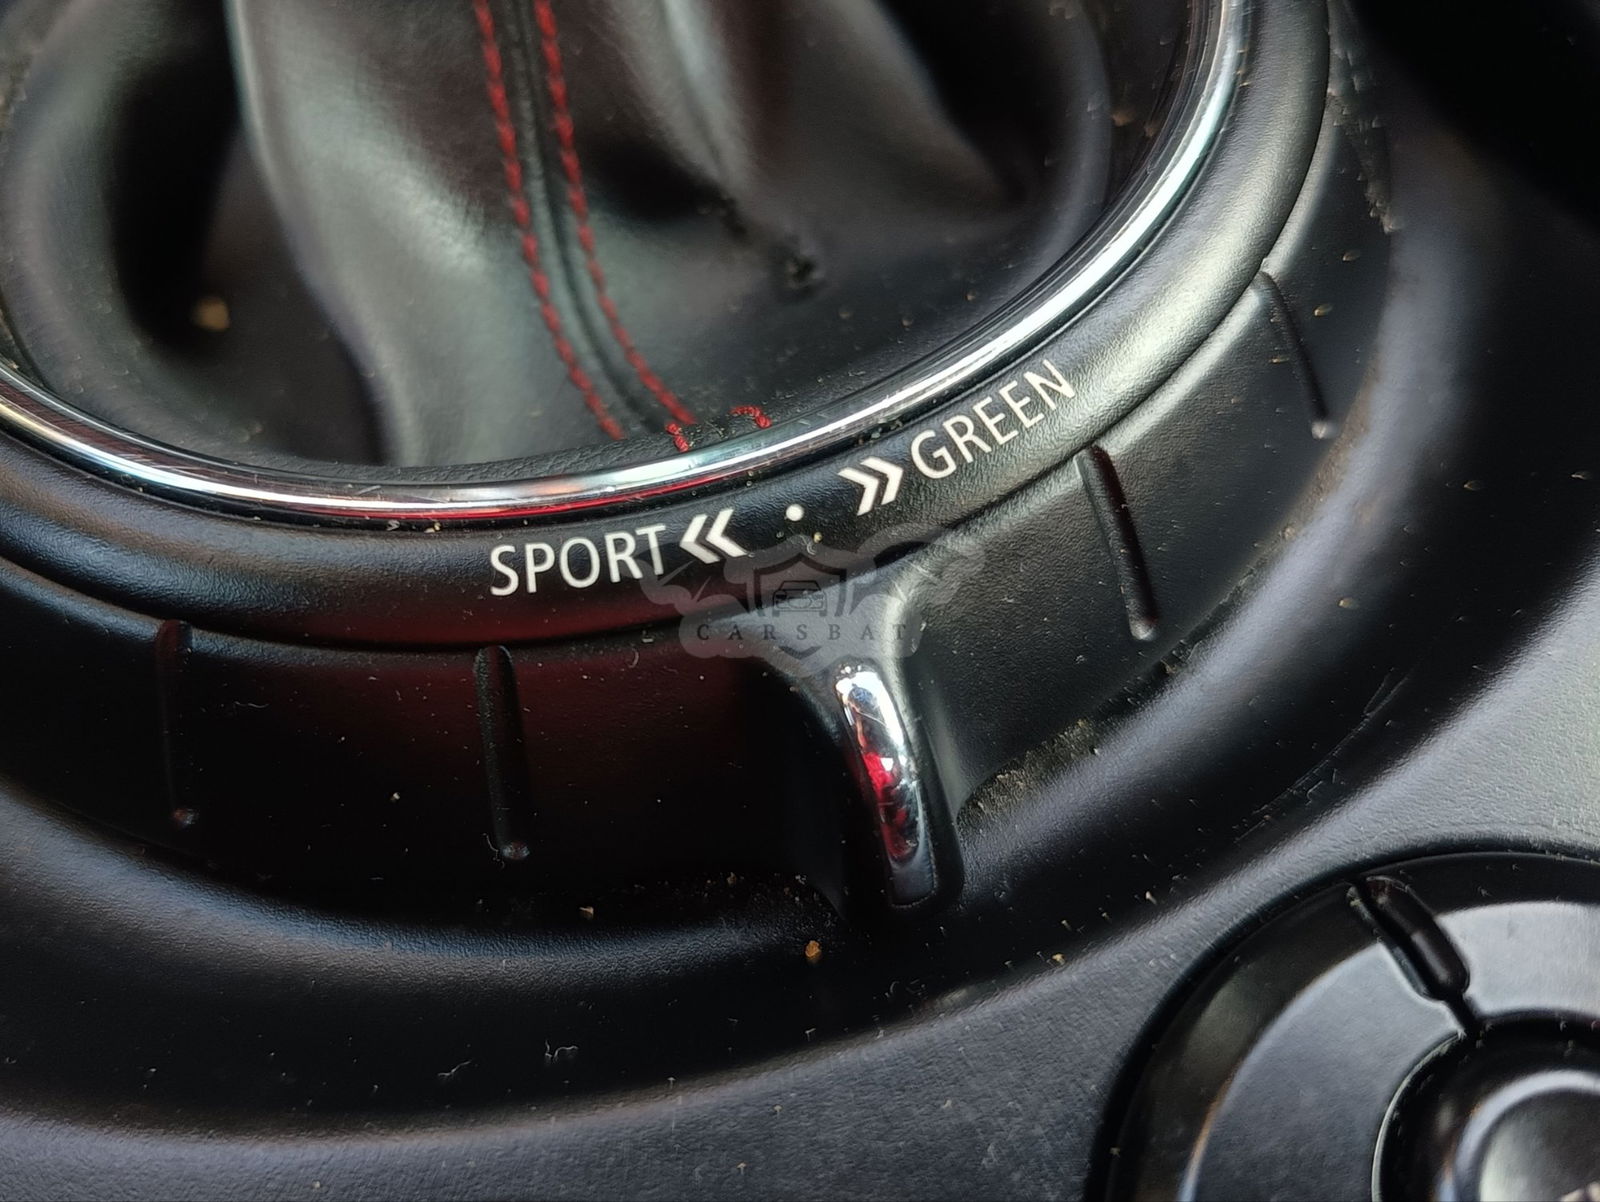 SPORT « • » GREEN
CARSBAT